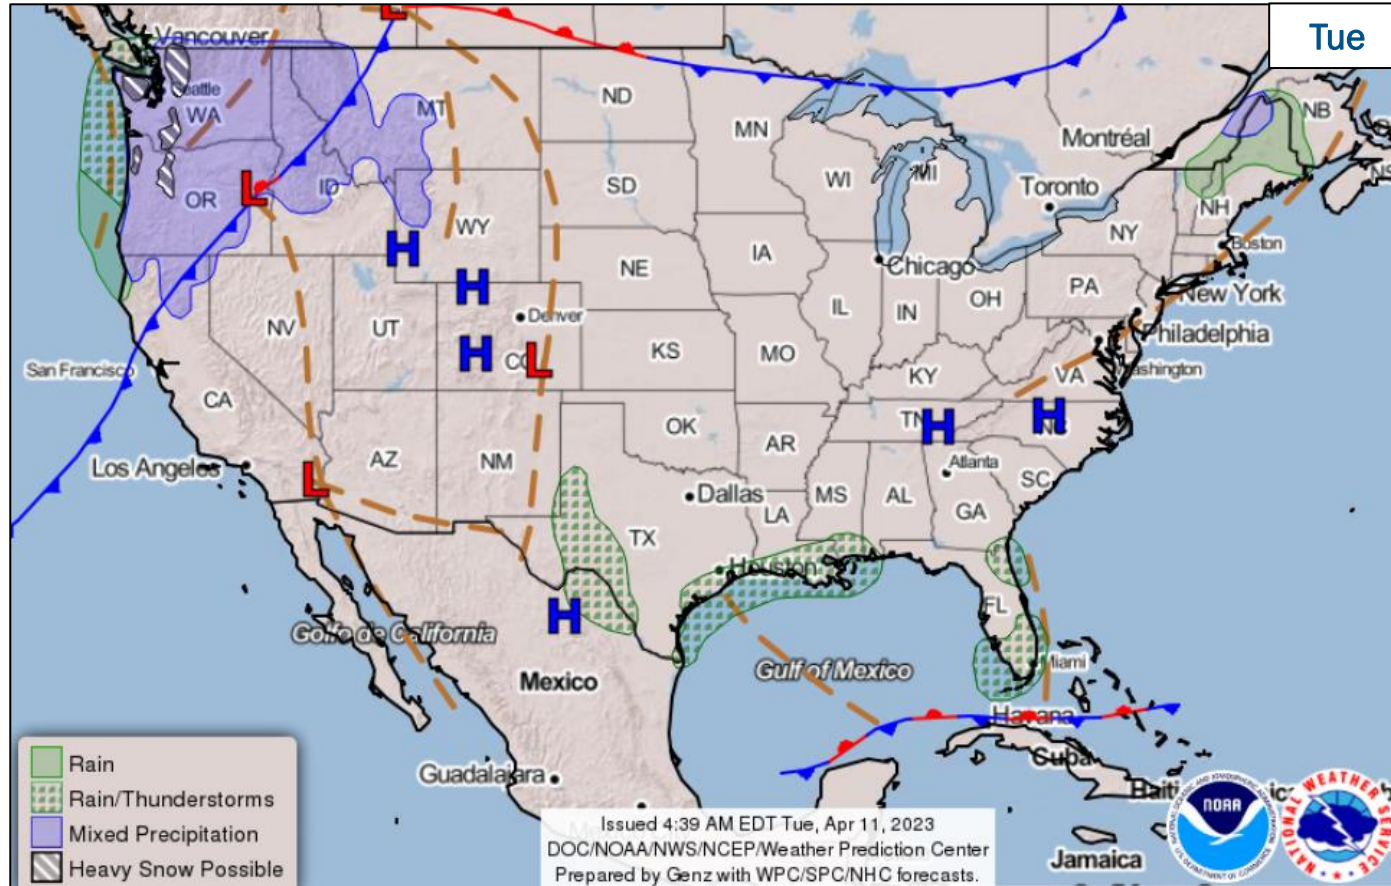 Tue
Vancouver
Seattle
WA
MT
ND
MN
Montréal
NB
NS
OR
ID
SD
WI
MI
Toronto
NH
WY
IA
NY
Boston
NE
Chicago
PA
New York
NV
UT
Denver
IL
IN
OH
Philadelphia
San Francisco
CO
KS
MO
KY
VA
Washington
CA
OK
TN
NC
Los Angeles
AZ
NM
AR
Atlanta
SC
Dallas
MS
AL
GA
LA
TX
Houston
FL
Golfo de California
Gulf of Mexico
Miami
Mexico
Havana
Cuba
Guadalajara
Haiti
Jamaica
H
H
H
H
H
H
L
L
L
L
Rain
Rain/Thunderstorms
Mixed Precipitation
Heavy Snow Possible
Issued 4:39 AM EDT Tue, Apr 11, 2023
DOC/NOAA/NWS/NCEP/Weather Prediction Center
Prepared by Genz with WPC/SPC/NHC forecasts.
NOAA
NATIONAL WEATHER SERVICE